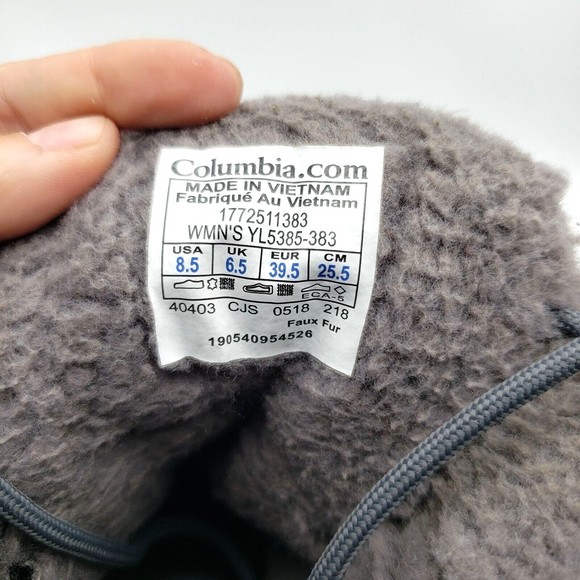 Columbia.com
MADE IN VIETNAM
Fabriqué Au Vietnam
1772511383
WMN'S YL5385-383
USA UK EUR CM
8.5 6.5 39.5 25.5
ECA-5
40403 CJS 0518 218
Faux Fur
190540954526